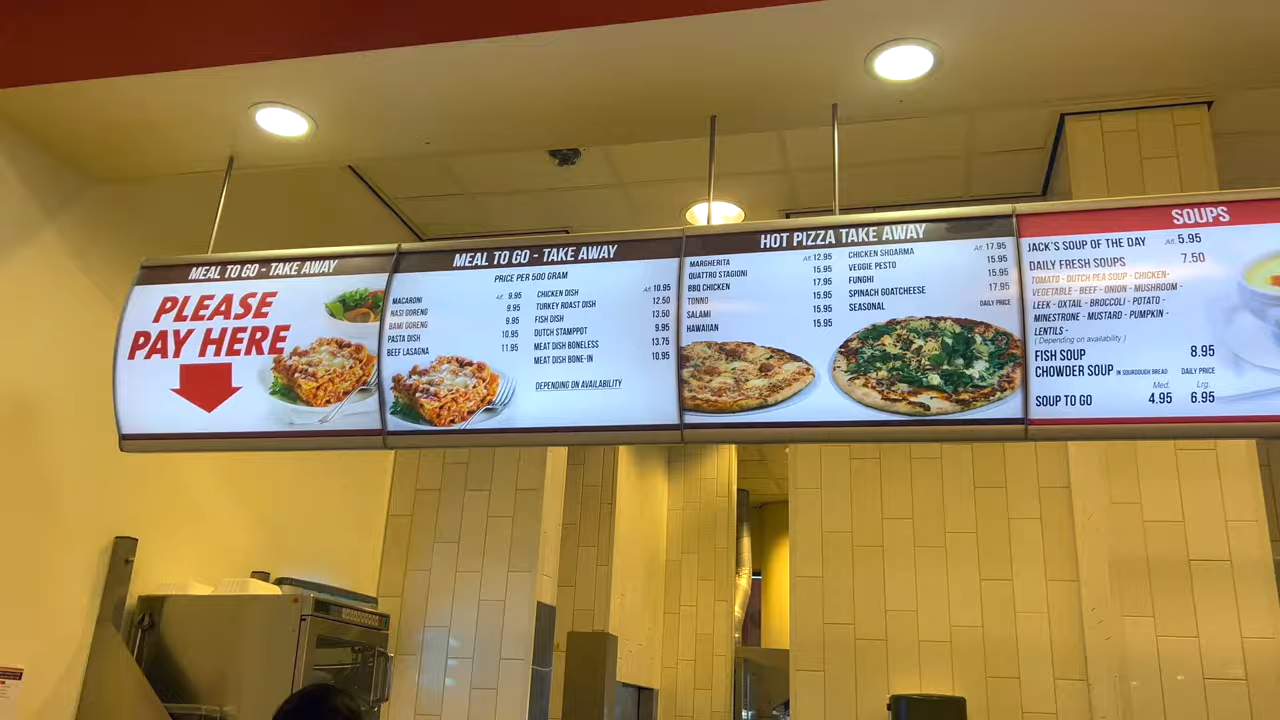 MEAL TO GO - TAKE AWAY
PLEASE
PAY HERE
MEAL TO GO - TAKE AWAY
PRICE PER 500 GRAM
MACARONI Afl. 9.95
NASI GORENG 9.95
BAMI GORENG 9.95
PASTA DISH 10.95
BEEF LASAGNA 11.95
CHICKEN DISH Afl. 10.95
TURKEY ROAST DISH 12.50
FISH DISH 13.50
DUTCH STAMPPOT 9.95
MEAT DISH BONELESS 13.75
MEAT DISH BONE-IN 10.95
DEPENDING ON AVAILABILITY
HOT PIZZA TAKE AWAY
MARGHERITA Afl. 12.95
QUATTRO STAGIONI 15.95
BBQ CHICKEN 17.95
TONNO 15.95
SALAMI 15.95
HAWAIIAN 15.95
CHICKEN SHOARMA Afl. 17.95
VEGGIE PESTO 15.95
FUNGHI 15.95
SPINACH GOATCHEESE 17.95
SEASONAL DAILY PRICE
SOUPS
JACK'S SOUP OF THE DAY Afl. 5.95
DAILY FRESH SOUPS 7.50
TOMATO - DUTCH PEA SOUP - CHICKEN-
VEGETABLE - BEEF - ONION - MUSHROOM -
LEEK - OXTAIL - BROCCOLI - POTATO -
MINESTRONE - MUSTARD - PUMPKIN -
LENTILS -
( Depending on availability )
FISH SOUP 8.95
CHOWDER SOUP IN SOURDOUGH BREAD DAILY PRICE
Med. Lrg.
SOUP TO GO 4.95 6.95